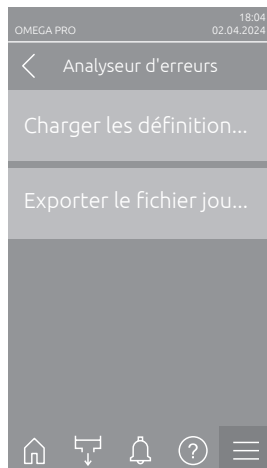 18:04
OMEGA PRO 02.04.2024
Analyseur d'erreurs
Charger les définition...
Exporter le fichier jou...
?